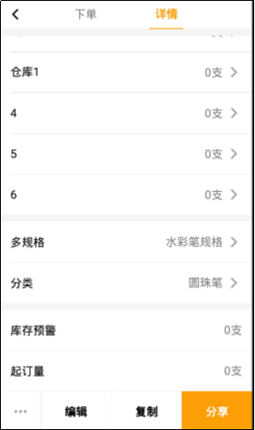 下单 详情
仓库1 0支
4 0支
5 0支
6 0支
多规格 水彩笔规格
分类 圆珠笔
库存预警 0支
起订量 0支
··· 编辑 复制 分享